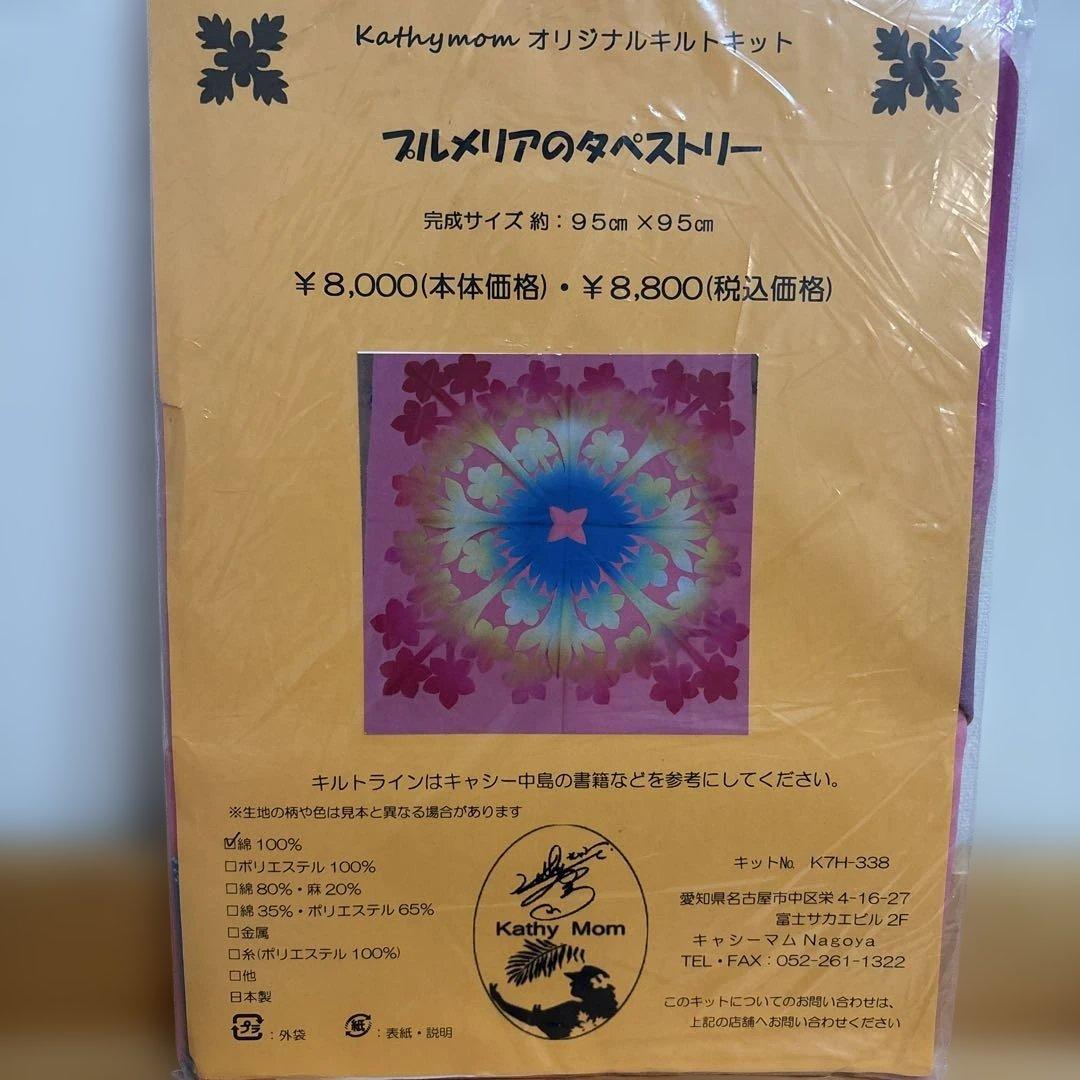 Kathymom オリジナルキルトキット
プルメリアのタペストリー
完成サイズ 約：９５㎝ ×９５㎝
￥８,０００(本体価格)・￥８,８００(税込価格)
キルトラインはキャシー中島の書籍などを参考にしてください。
※生地の柄や色は見本と異なる場合があります
☑綿 100%
□ポリエステル 100%
□綿 80%・麻 20%
□綿 35%・ポリエステル 65%
□金属
□糸(ポリエステル 100%)
□他
日本製
プラ：外袋
紙：表紙・説明
Kathy Mom
キット№ K7H-338
愛知県名古屋市中区栄 4-16-27
富士サカエビル 2F
キャシーマム Nagoya
TEL・FAX：052-261-1322
このキットについてのお問い合わせは、
上記の店舗へお問い合わせください